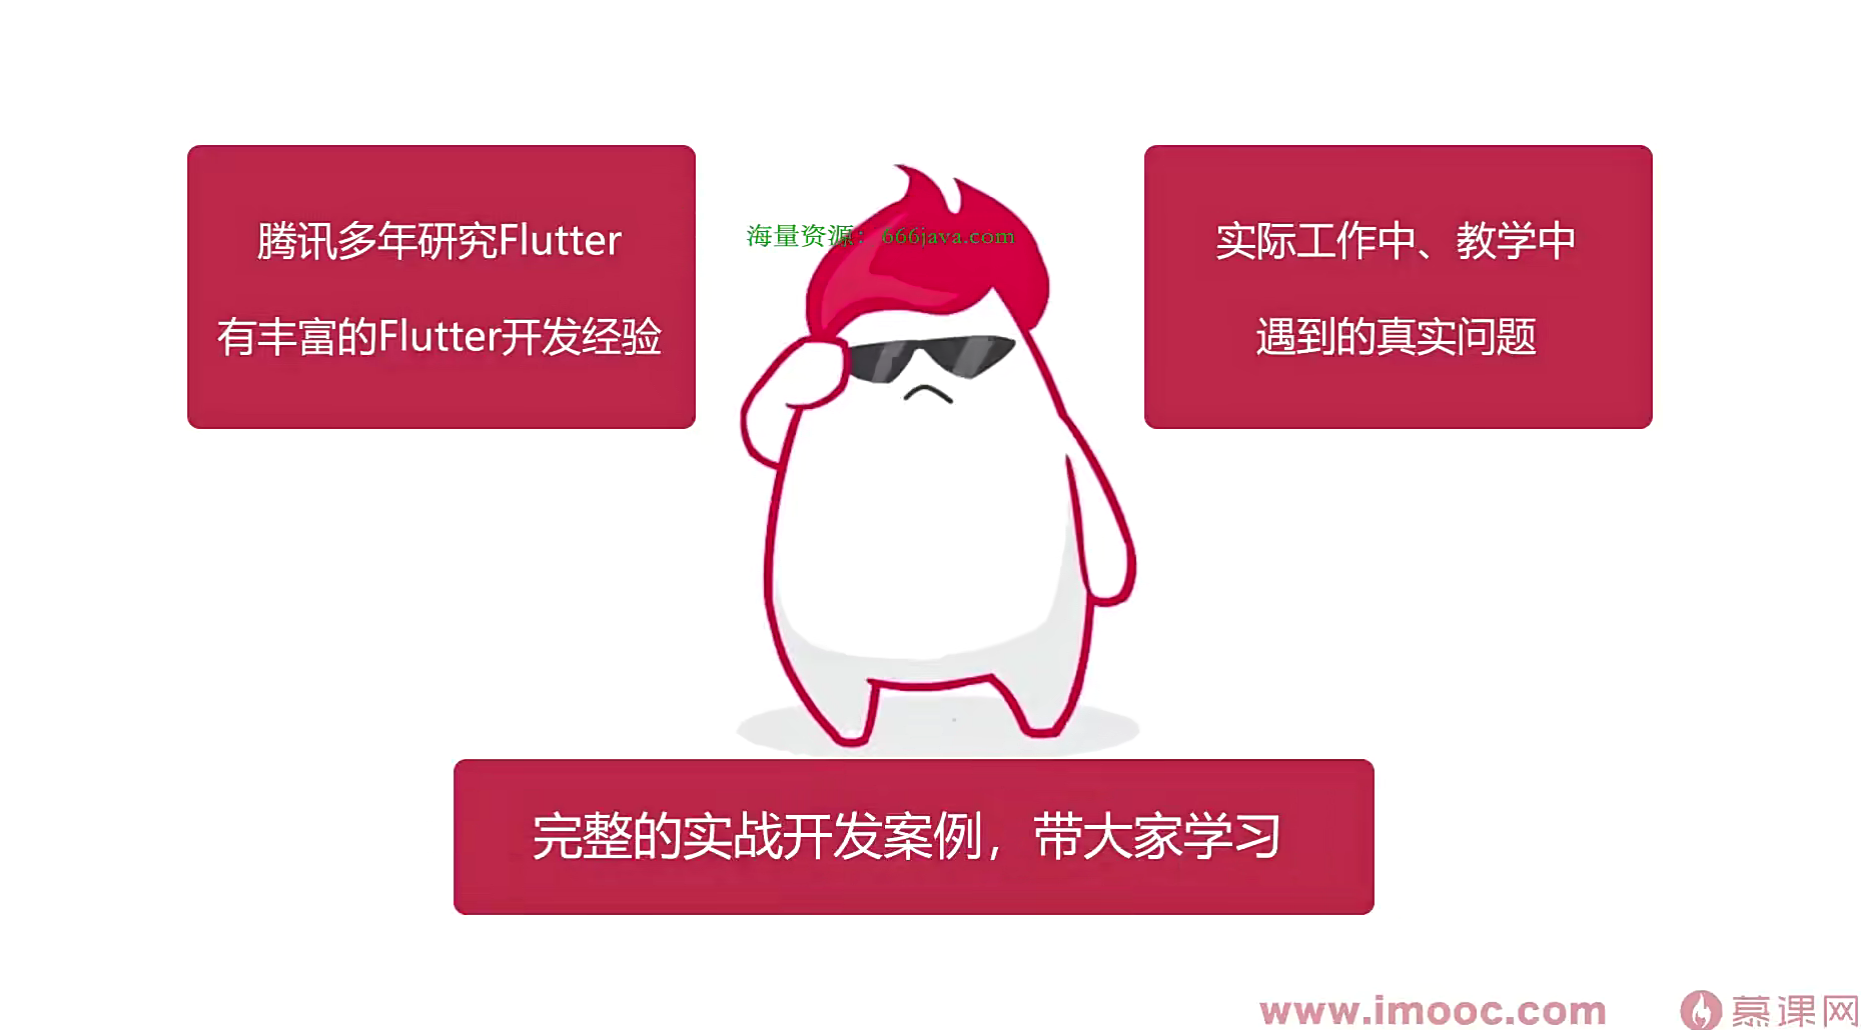 腾讯多年研究Flutter
有丰富的Flutter开发经验
海量资源：666java.com
实际工作中、教学中
遇到的真实问题
完整的实战开发案例，带大家学习
www.imooc.com
慕课网